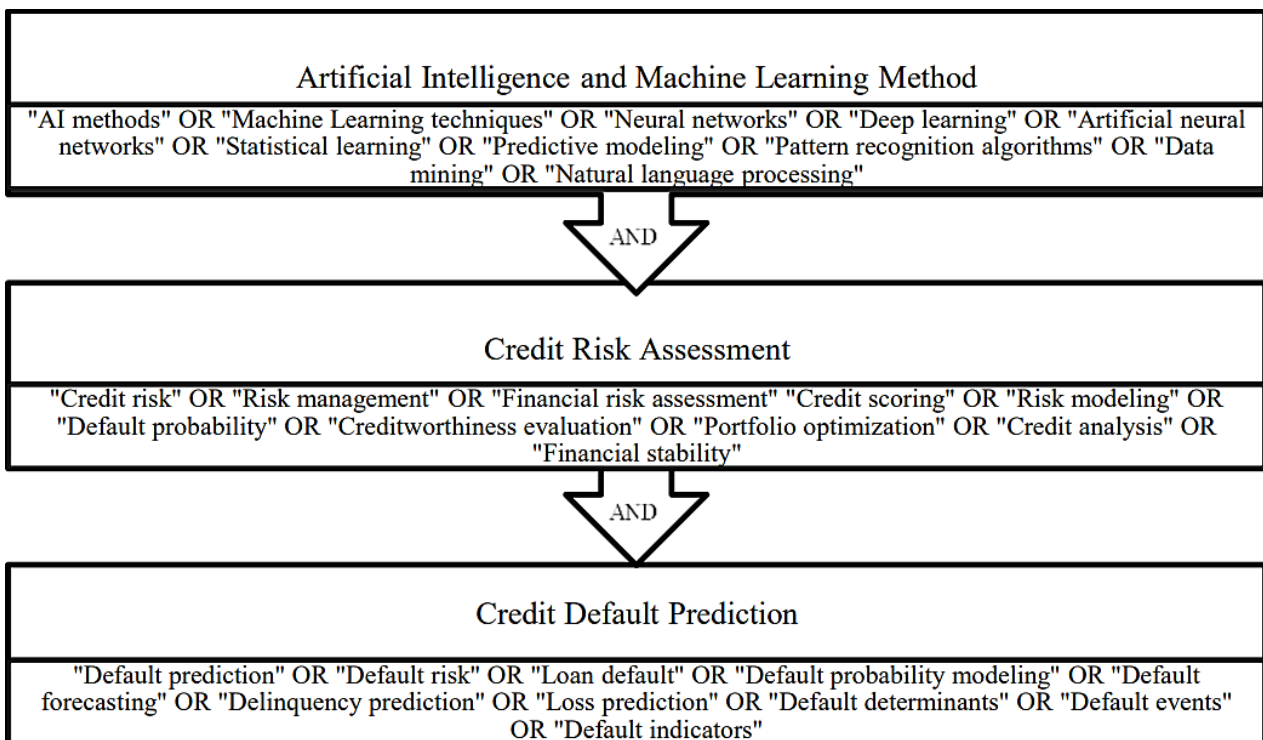 Artificial Intelligence and Machine Learning Method
"AI methods" OR "Machine Learning techniques" OR "Neural networks" OR "Deep learning" OR "Artificial neural
networks" OR "Statistical learning" OR "Predictive modeling" OR "Pattern recognition algorithms" OR "Data
mining" OR "Natural language processing"
AND
Credit Risk Assessment
"Credit risk" OR "Risk management" OR "Financial risk assessment" "Credit scoring" OR "Risk modeling" OR
"Default probability" OR "Creditworthiness evaluation" OR "Portfolio optimization" OR "Credit analysis" OR
"Financial stability"
AND
Credit Default Prediction
"Default prediction" OR "Default risk" OR "Loan default" OR "Default probability modeling" OR "Default
forecasting" OR "Delinquency prediction" OR "Loss prediction" OR "Default determinants" OR "Default events"
OR "Default indicators"